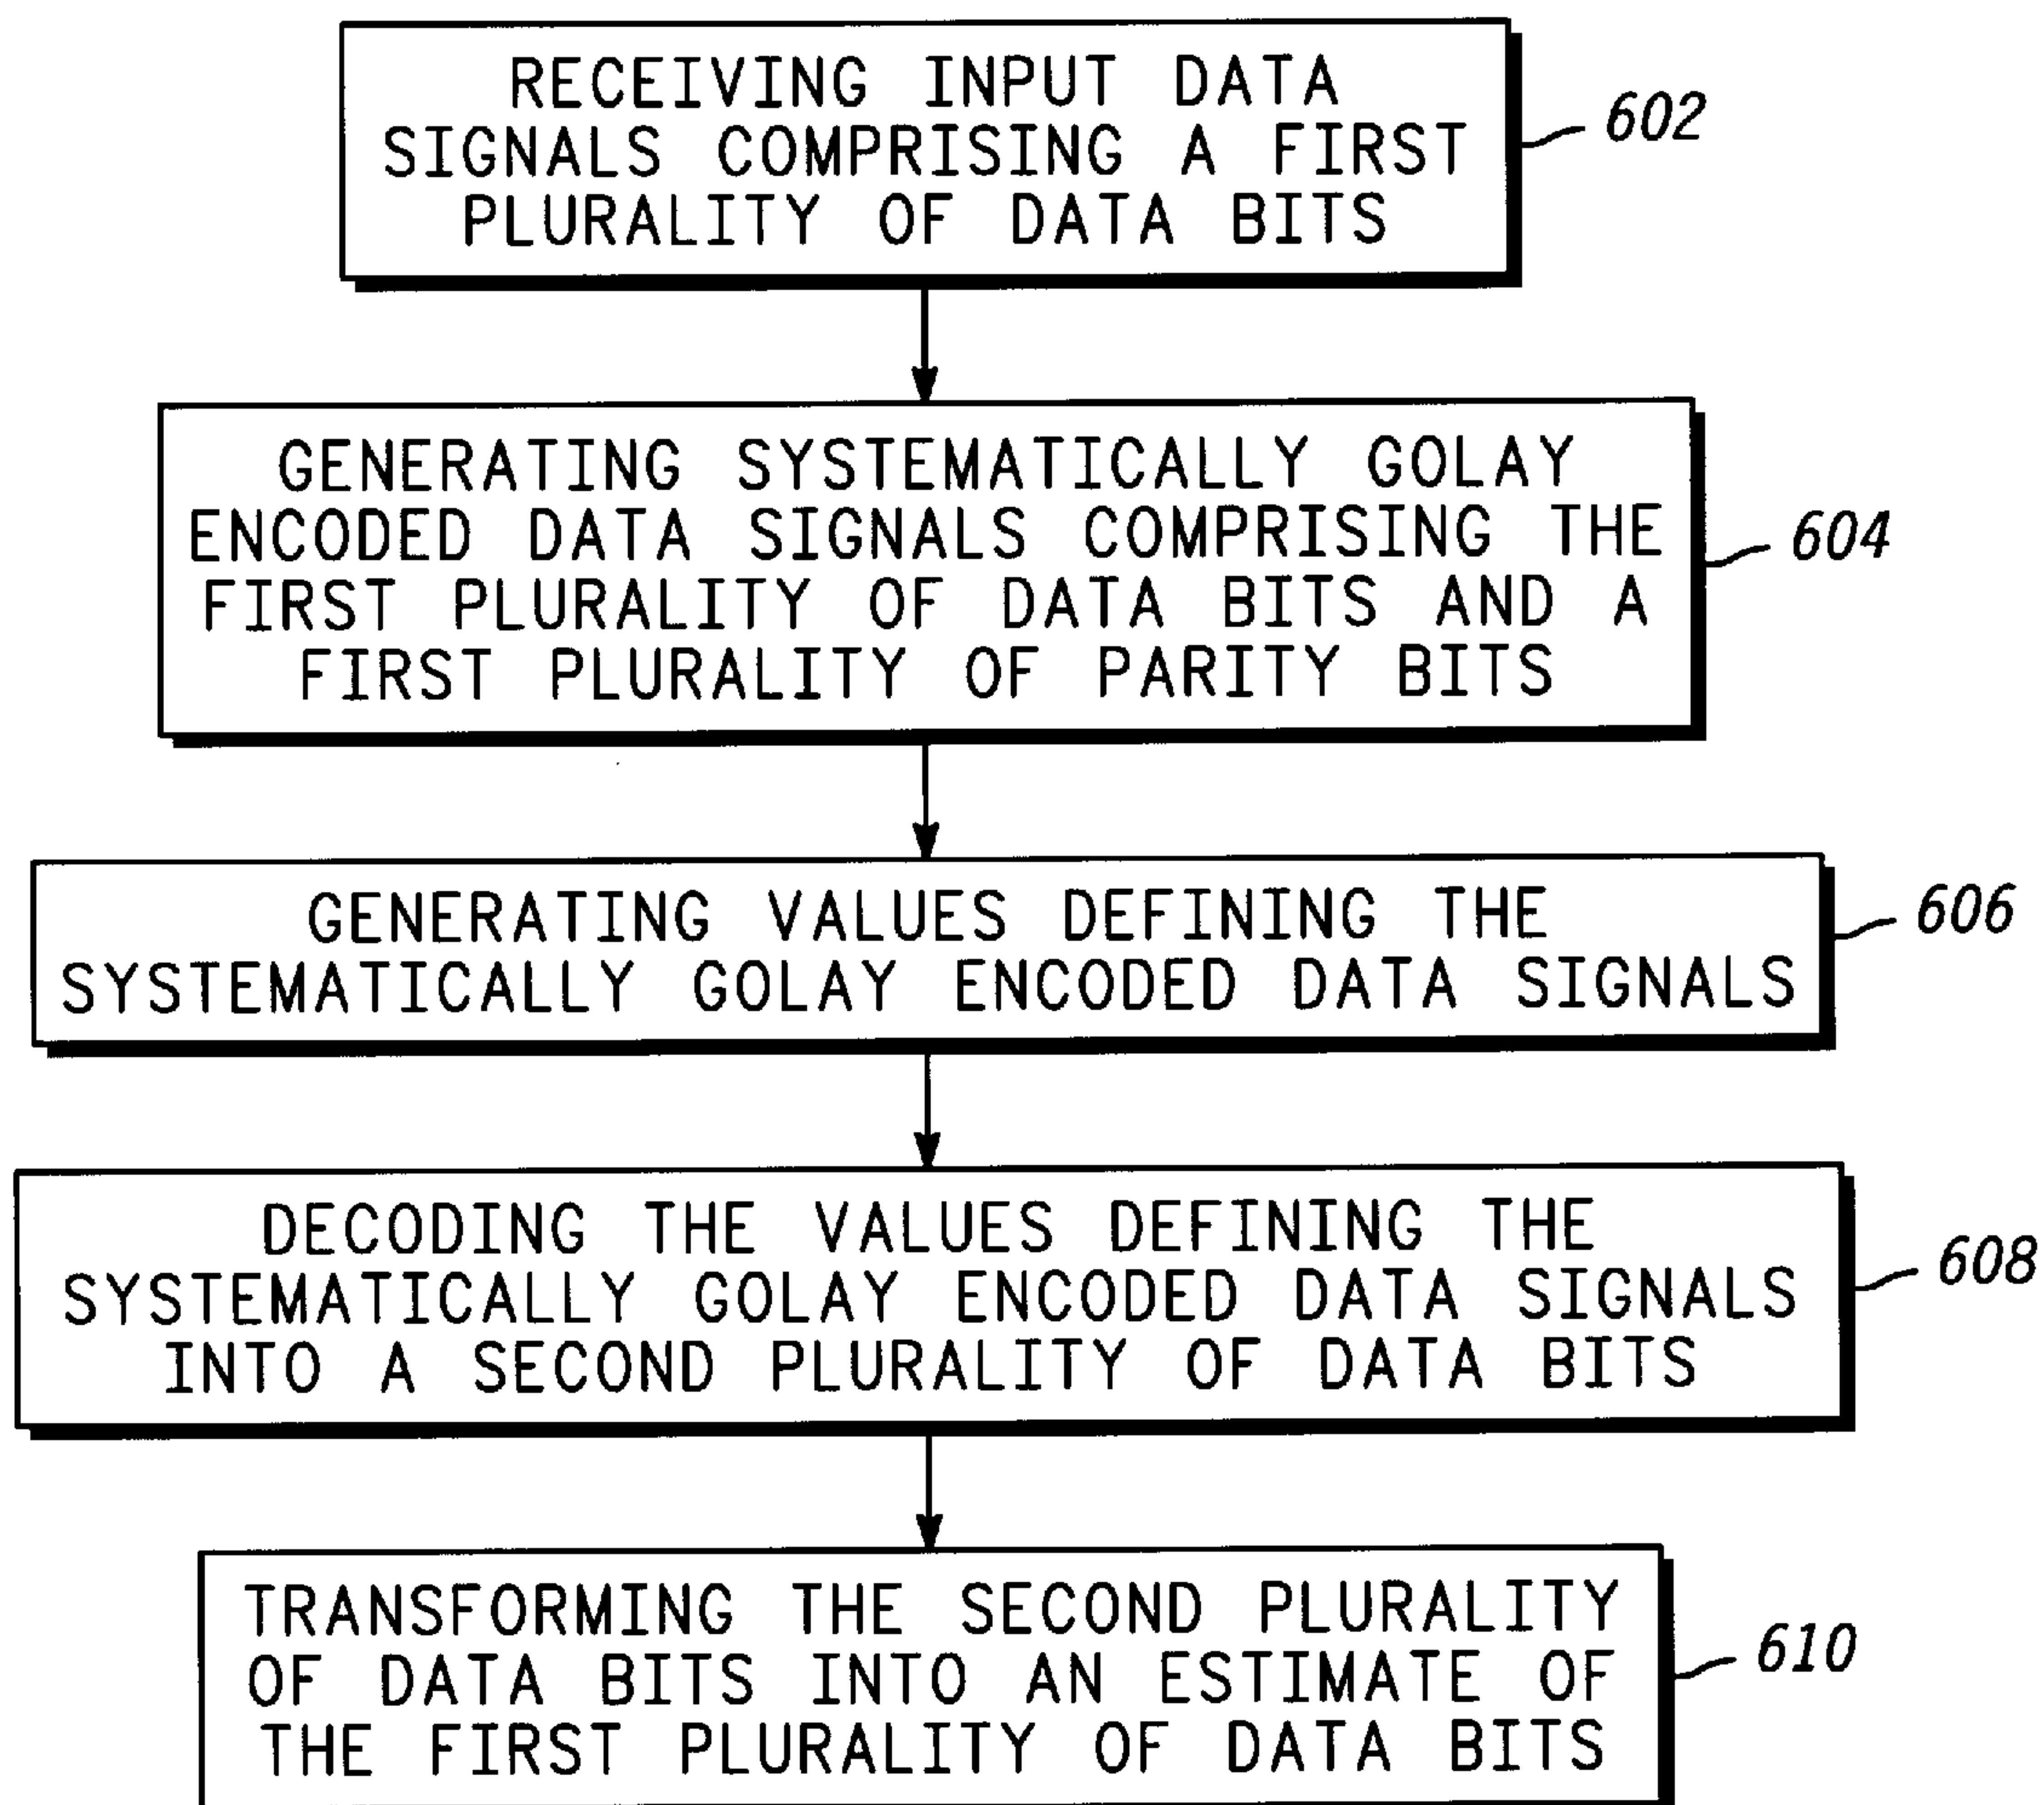 RECEIVING INPUT DATA
SIGNALS COMPRISING A FIRST
PLURALITY OF DATA BITS
602
GENERATING SYSTEMATICALLY GOLAY
ENCODED DATA SIGNALS COMPRISING THE
FIRST PLURALITY OF DATA BITS AND A
FIRST PLURALITY OF PARITY BITS
604
GENERATING VALUES DEFINING THE
SYSTEMATICALLY GOLAY ENCODED DATA SIGNALS
606
DECODING THE VALUES DEFINING THE
SYSTEMATICALLY GOLAY ENCODED DATA SIGNALS
INTO A SECOND PLURALITY OF DATA BITS
608
TRANSFORMING THE SECOND PLURALITY
OF DATA BITS INTO AN ESTIMATE OF
THE FIRST PLURALITY OF DATA BITS
610